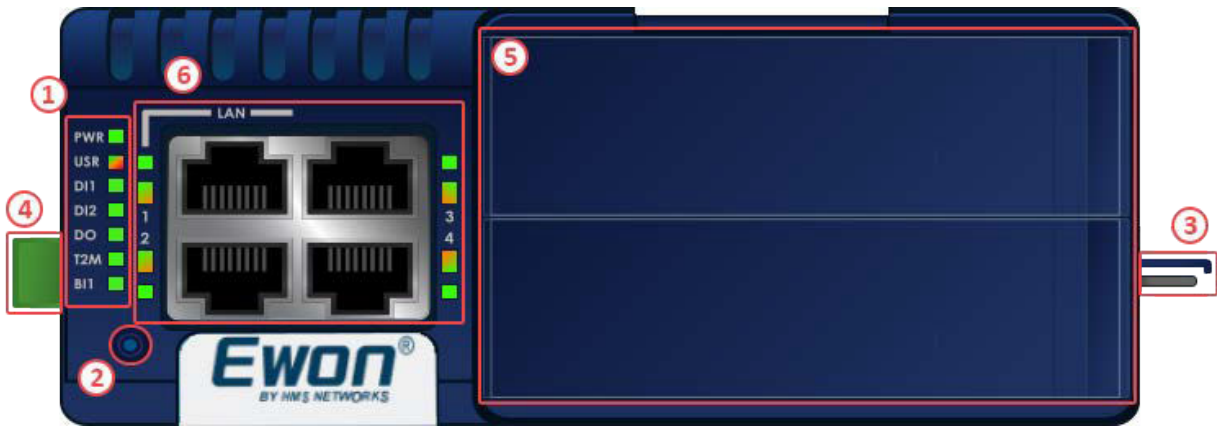 5
6
1
LAN
PWR
USR
DI1
DI2
DO
T2M
BI1
4
1
2
3
4
3
2
Ewon®
BY HMS NETWORKS